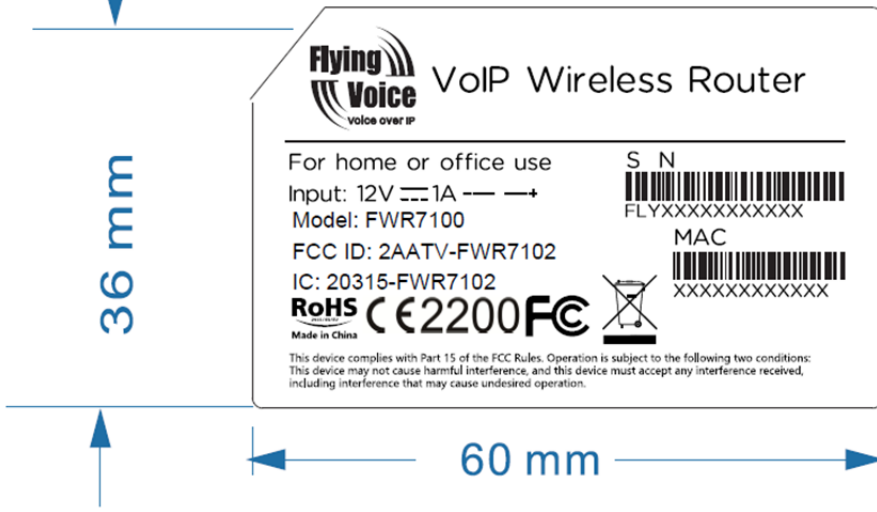 Flying
Voice
Voice over IP
VoIP Wireless Router
For home or office use
Input: 12V 1A
Model: FWR7100
FCC ID: 2AATV-FWR7102
IC: 20315-FWR7102
S N
FLYXXXXXXXXXXX
MAC
XXXXXXXXXXXX
RoHS
Made in China
CE2200FC
This device complies with Part 15 of the FCC Rules. Operation is subject to the following two conditions:
This device may not cause harmful interference, and this device must accept any interference received,
including interference that may cause undesired operation.
36 mm
60 mm